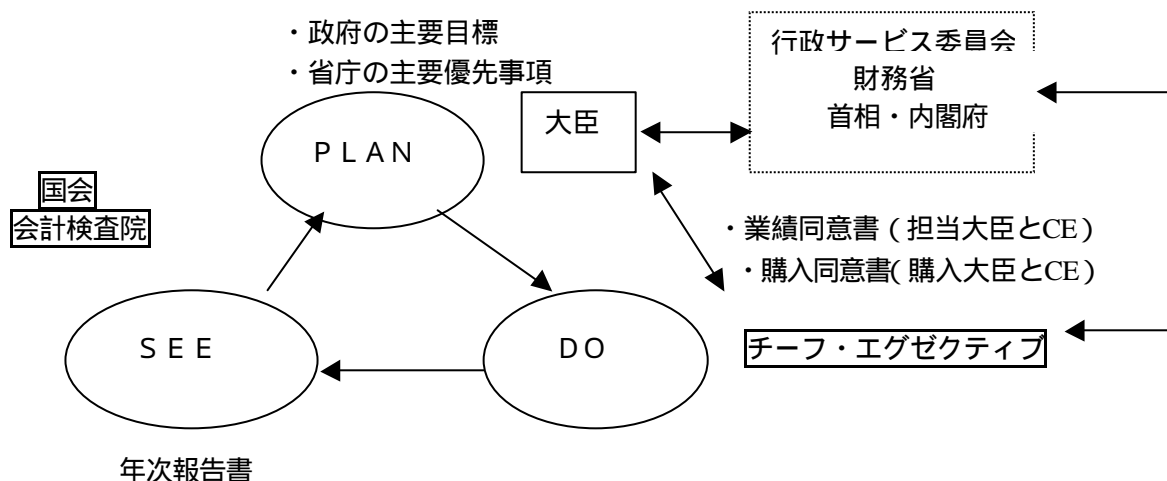 ・政府の主要目標
・省庁の主要優先事項
行政サービス委員会
財務省
首相・内閣府
大臣
PLAN
国会
会計検査院
・業績同意書(担当大臣とCE)
・購入同意書(購入大臣とCE)
SEE
DO
チーフ・エグゼクティブ
年次報告書